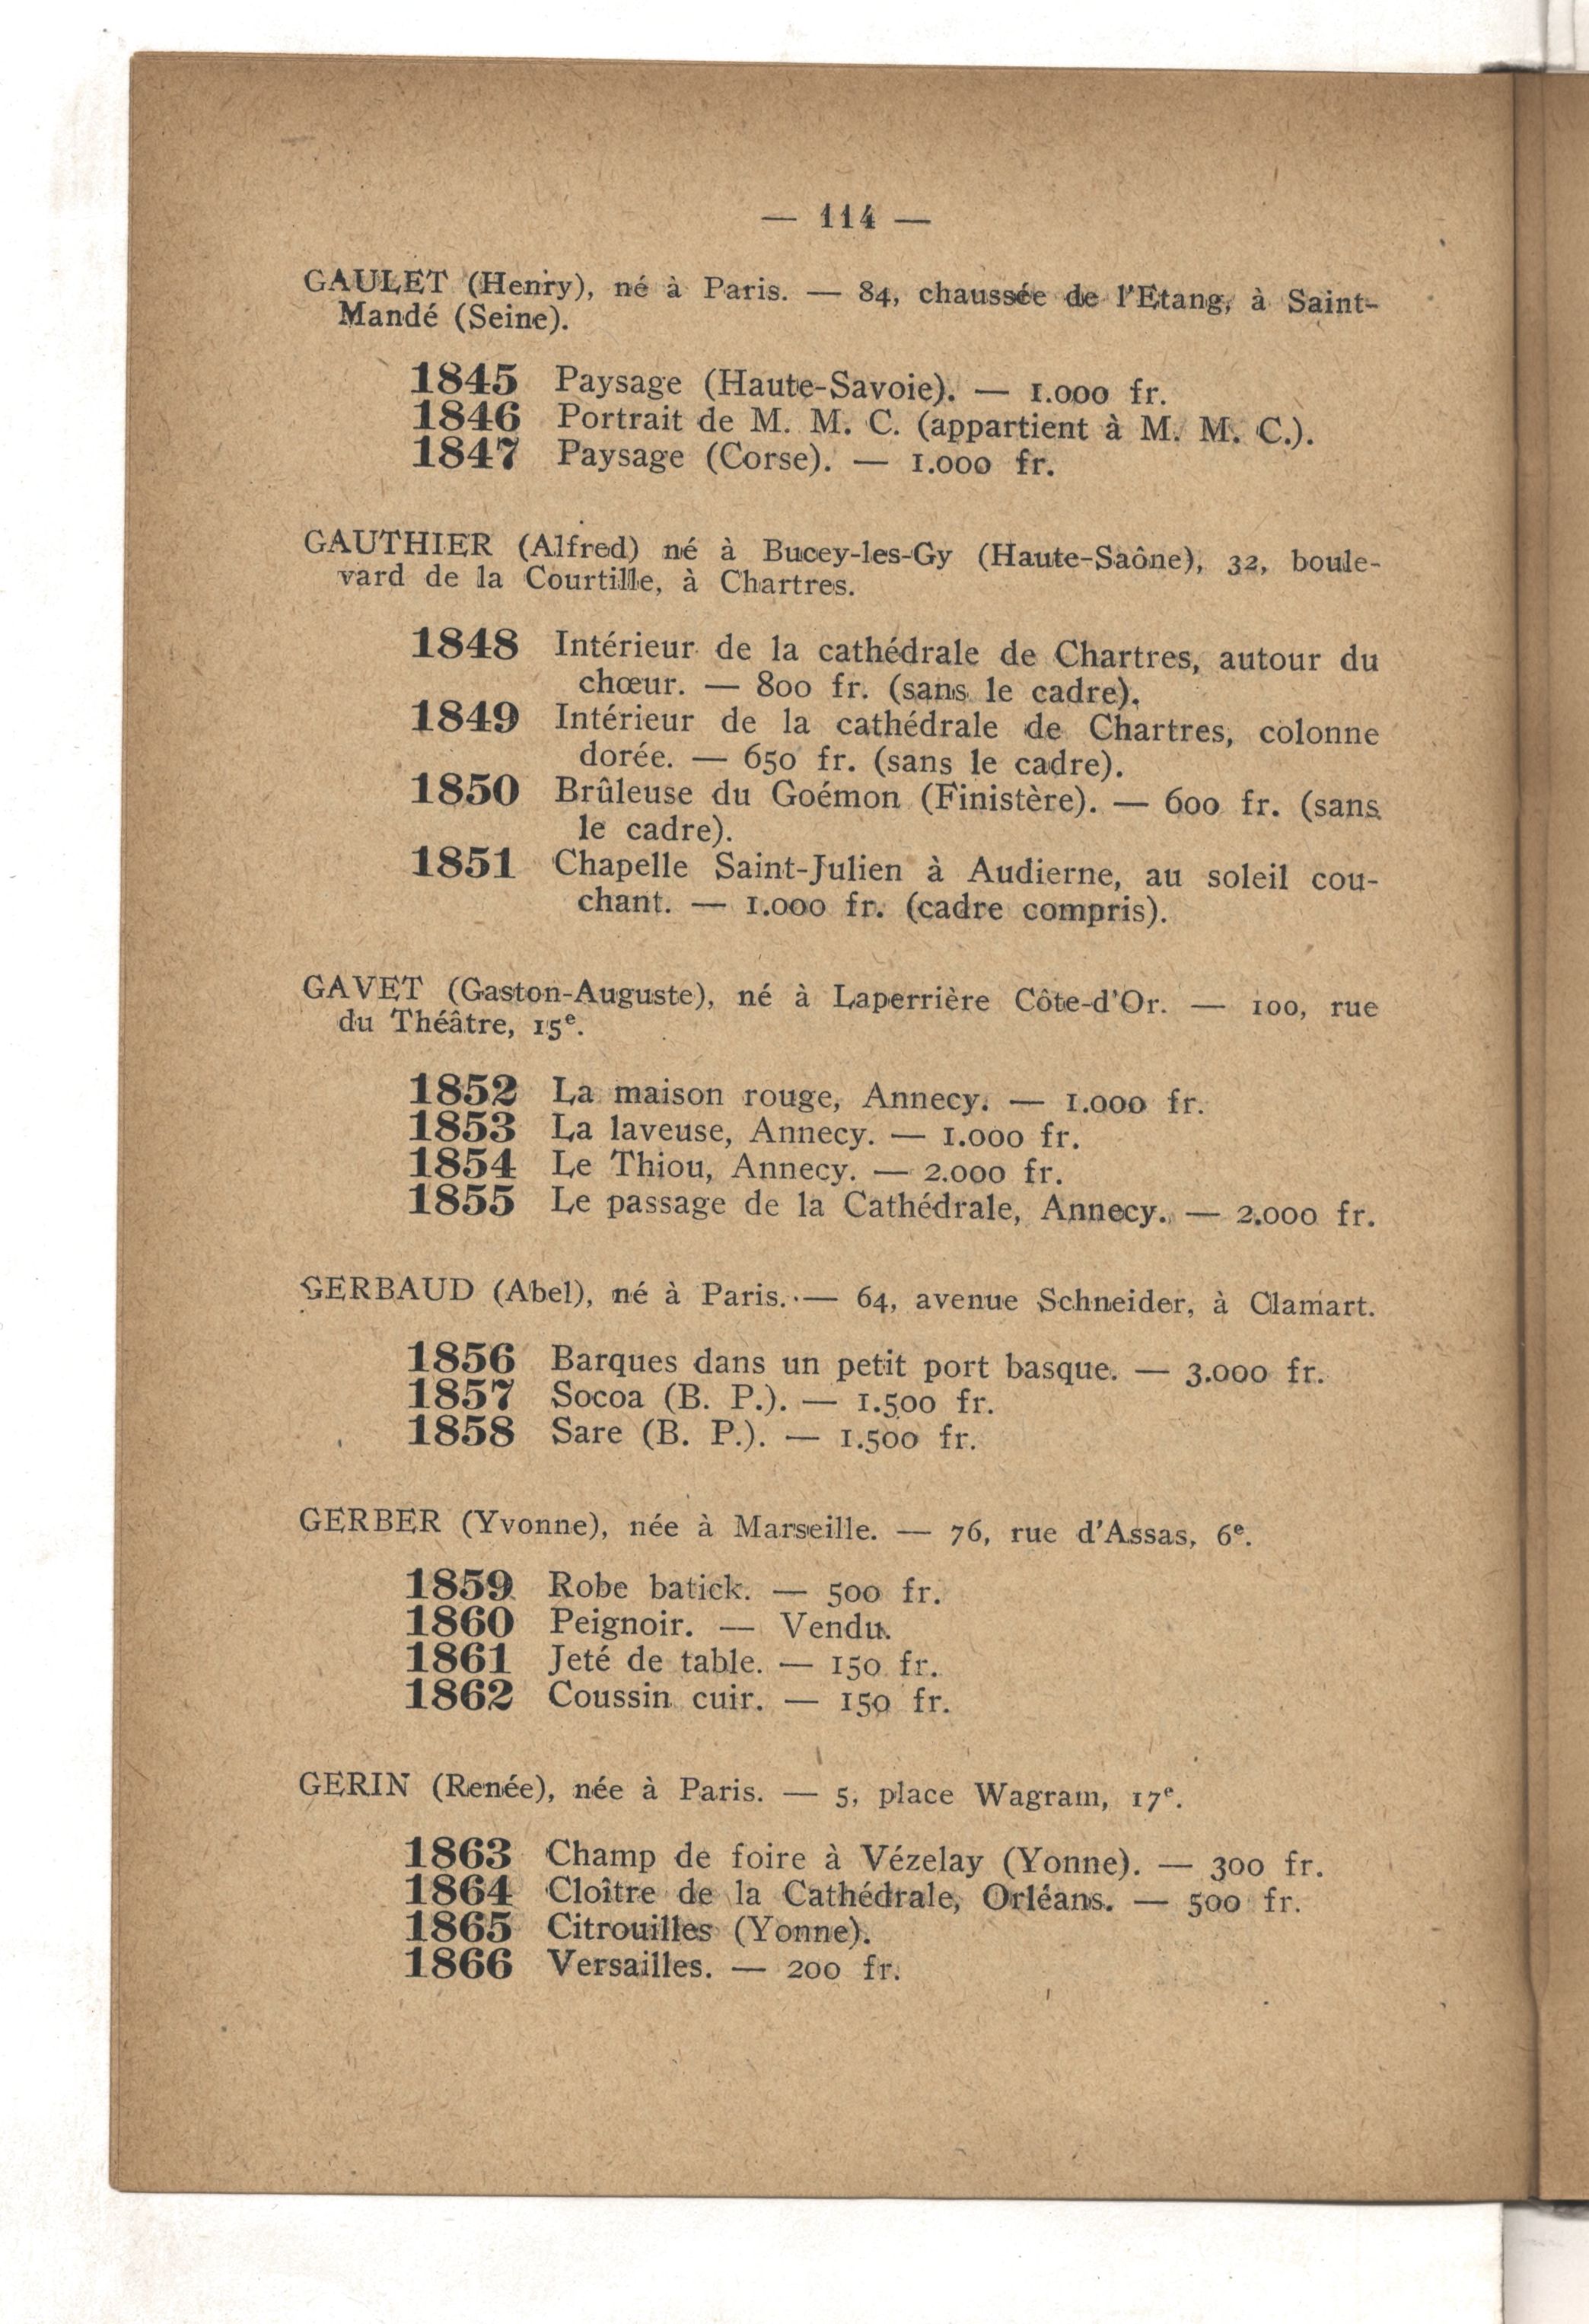 — 114 —
GAULET (Henry), né à Paris. — 84, chaussée de l'Etang, à Saint-
Mandé (Seine).
1845 Paysage (Haute-Savoie). — 1.000 fr.
1846 Portrait de M. M. C. (appartient à M. M. C.).
1847 Paysage (Corse). — 1.000 fr.
GAUTHIER (Alfred) né à Bucey-les-Gy (Haute-Saône), 32, boule-
vard de la Courtille, à Chartres.
1848 Intérieur de la cathédrale de Chartres, autour du
chœur. — 800 fr. (sans le cadre).
1849 Intérieur de la cathédrale de Chartres, colonne
dorée. — 650 fr. (sans le cadre).
1850 Brûleuse du Goémon (Finistère). — 600 fr. (sans
le cadre).
1851 Chapelle Saint-Julien à Audierne, au soleil cou-
chant. — 1.000 fr. (cadre compris).
GAVET (Gaston-Auguste), né à Laperrière Côte-d'Or. — 100, rue
du Théâtre, 15e.
1852 La maison rouge, Annecy. — 1.000 fr.
1853 La laveuse, Annecy. — 1.000 fr.
1854 Le Thiou, Annecy. — 2.000 fr.
1855 Le passage de la Cathédrale, Annecy. — 2.000 fr.
GERBAUD (Abel), né à Paris. — 64, avenue Schneider, à Clamart.
1856 Barques dans un petit port basque. — 3.000 fr.
1857 Socoa (B. P.). — 1.500 fr.
1858 Sare (B. P.). — 1.500 fr.
GERBER (Yvonne), née à Marseille. — 76, rue d'Assas, 6e.
1859 Robe batick. — 500 fr.
1860 Peignoir. — Vendu.
1861 Jeté de table. — 150 fr.
1862 Coussin cuir. — 150 fr.
GERIN (Renée), née à Paris. — 5, place Wagram, 17e.
1863 Champ de foire à Vézelay (Yonne). — 300 fr.
1864 Cloître de la Cathédrale, Orléans. — 500 fr.
1865 Citrouilles (Yonne).
1866 Versailles. — 200 fr.